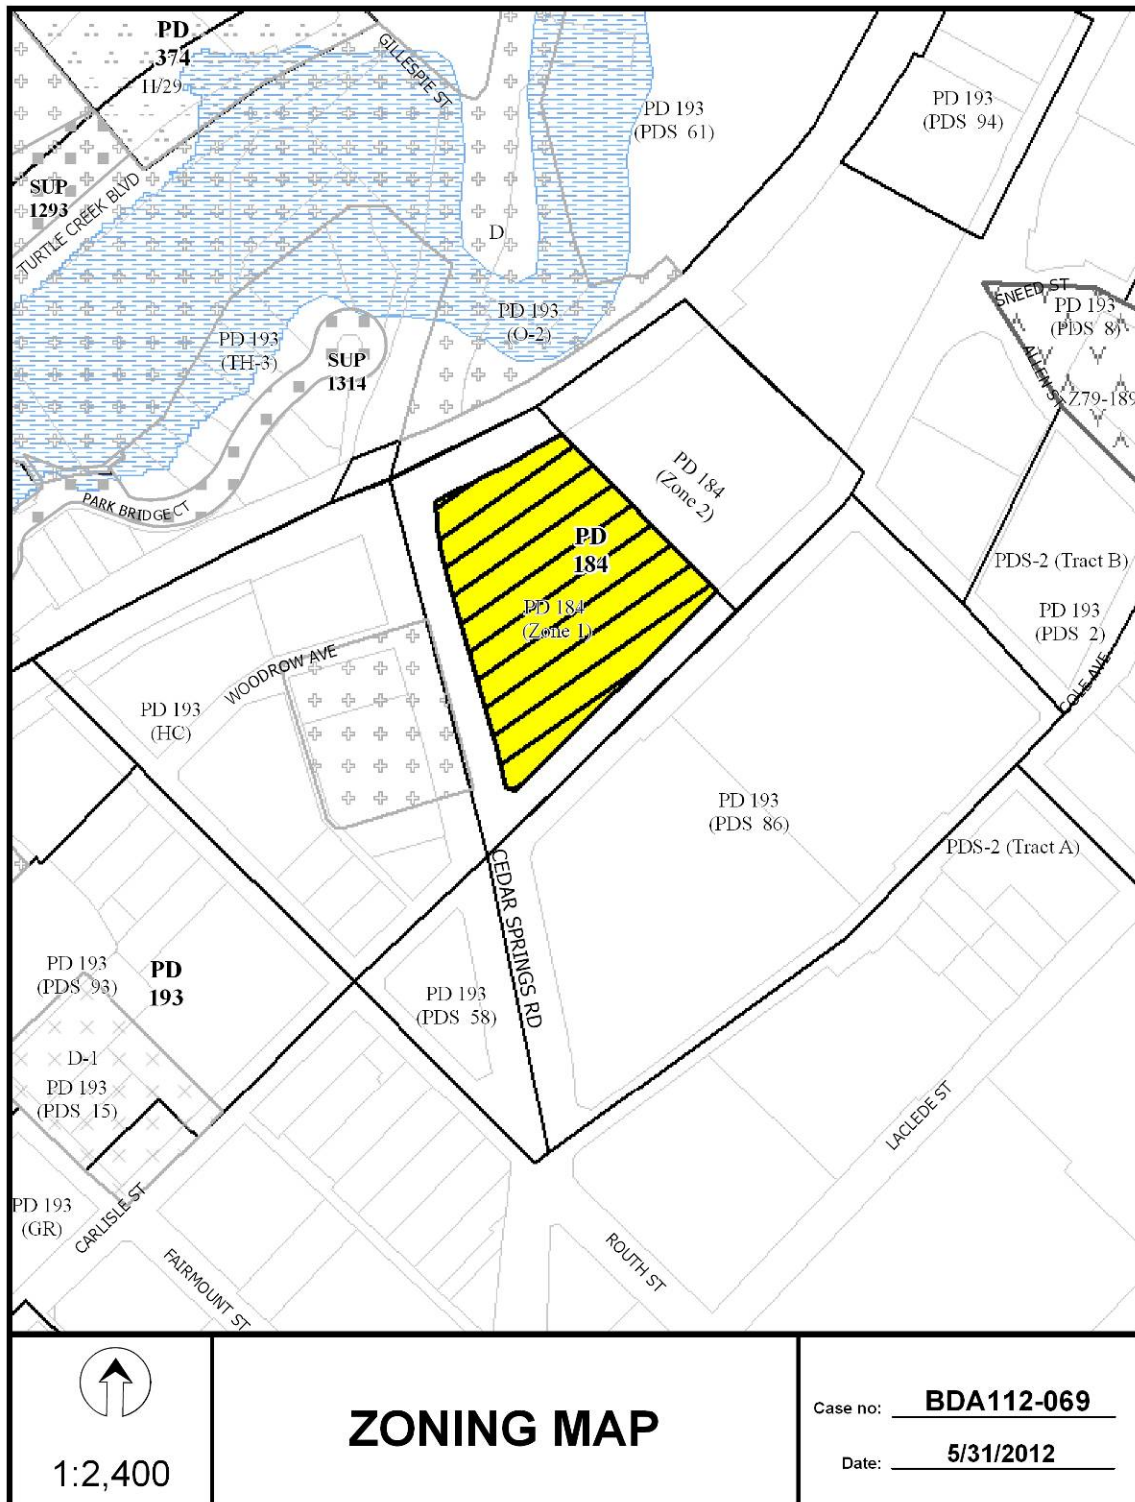 PD
374
H/29
GILLESPIE ST
PD 193
(PDS 61)
PD 193
(PDS 94)
SUP
1293
TURTLE CREEK BLVD
D
SNEED ST
PD 193
(PDS 8)
PD 193
(O-2)
PD 193
(TH-3)
SUP
1314
ALLEN ST
Z79-189
PARK BRIDGE CT
PD 184
(Zone 2)
PD
184
PD 184
(Zone 1)
PDS-2 (Tract B)
PD 193
(PDS 2)
COLE AVE
WOODROW AVE
PD 193
(HC)
PD 193
(PDS 86)
PDS-2 (Tract A)
CEDAR SPRINGS RD
PD 193
(PDS 93)
PD
193
PD 193
(PDS 58)
D-1
PD 193
(PDS 15)
LACLEDE ST
PD 193
(GR)
CARLISLE ST
FAIRMOUNT ST
ROUTH ST
1:2,400
ZONING MAP
Case no: BDA112-069
Date: 5/31/2012